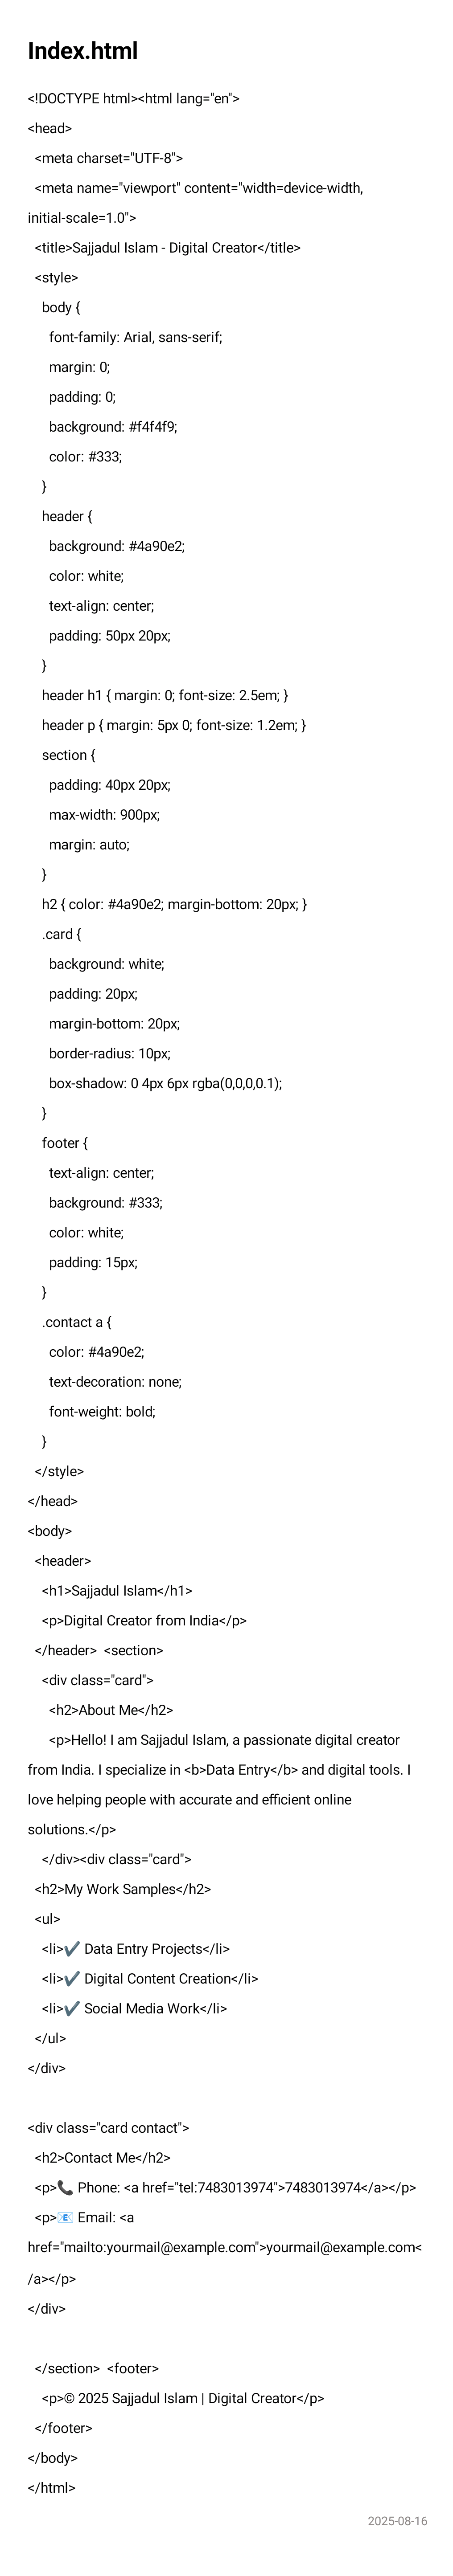 Index.html
<!DOCTYPE html><html lang="en">
<head>
  <meta charset="UTF-8">
  <meta name="viewport" content="width=device-width,
initial-scale=1.0">
  <title>Sajjadul Islam - Digital Creator</title>
  <style>
    body {
      font-family: Arial, sans-serif;
      margin: 0;
      padding: 0;
      background: #f4f4f9;
      color: #333;
    }
    header {
      background: #4a90e2;
      color: white;
      text-align: center;
      padding: 50px 20px;
    }
    header h1 { margin: 0; font-size: 2.5em; }
    header p { margin: 5px 0; font-size: 1.2em; }
    section {
      padding: 40px 20px;
      max-width: 900px;
      margin: auto;
    }
    h2 { color: #4a90e2; margin-bottom: 20px; }
    .card {
      background: white;
      padding: 20px;
      margin-bottom: 20px;
      border-radius: 10px;
      box-shadow: 0 4px 6px rgba(0,0,0,0.1);
    }
    footer {
      text-align: center;
      background: #333;
      color: white;
      padding: 15px;
    }
    .contact a {
      color: #4a90e2;
      text-decoration: none;
      font-weight: bold;
    }
  </style>
</head>
<body>
  <header>
    <h1>Sajjadul Islam</h1>
    <p>Digital Creator from India</p>
  </header>  <section>
    <div class="card">
      <h2>About Me</h2>
      <p>Hello! I am Sajjadul Islam, a passionate digital creator
from India. I specialize in <b>Data Entry</b> and digital tools. I
love helping people with accurate and efficient online
solutions.</p>
    </div><div class="card">
  <h2>My Work Samples</h2>
  <ul>
    <li>✔️ Data Entry Projects</li>
    <li>✔️ Digital Content Creation</li>
    <li>✔️ Social Media Work</li>
  </ul>
</div>
<div class="card contact">
  <h2>Contact Me</h2>
  <p>📞 Phone: <a href="tel:7483013974">7483013974</a></p>
  <p>📧 Email: <a
href="mailto:yourmail@example.com">yourmail@example.com<
/a></p>
</div>
  </section>  <footer>
    <p>© 2025 Sajjadul Islam | Digital Creator</p>
  </footer>
</body>
</html>
2025-08-16